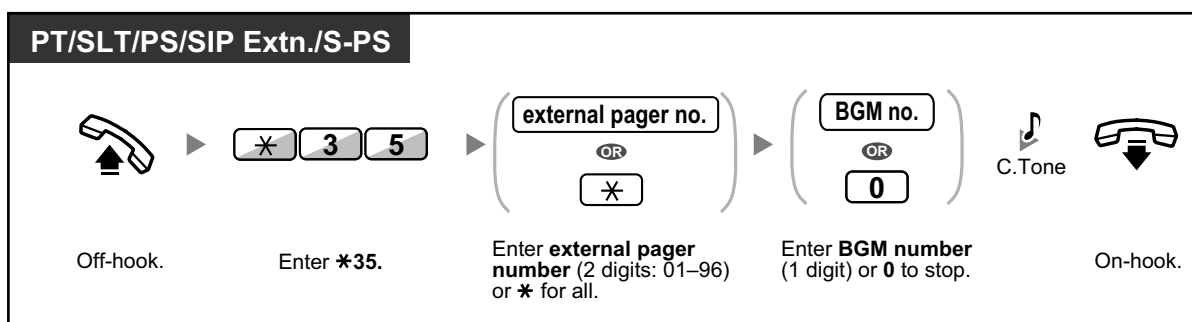 PT/SLT/PS/SIP Extn./S-PS
✳ 3 5
external pager no.
OR
✳
BGM no.
OR
0
C.Tone
Off-hook.
Enter ✳35.
Enter external pager
number (2 digits: 01–96)
or ✳ for all.
Enter BGM number
(1 digit) or 0 to stop.
On-hook.